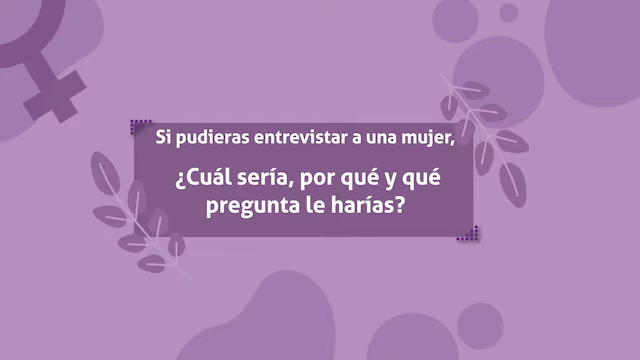 Si pudieras entrevistar a una mujer,
¿Cuál sería, por qué y qué
pregunta le harías?